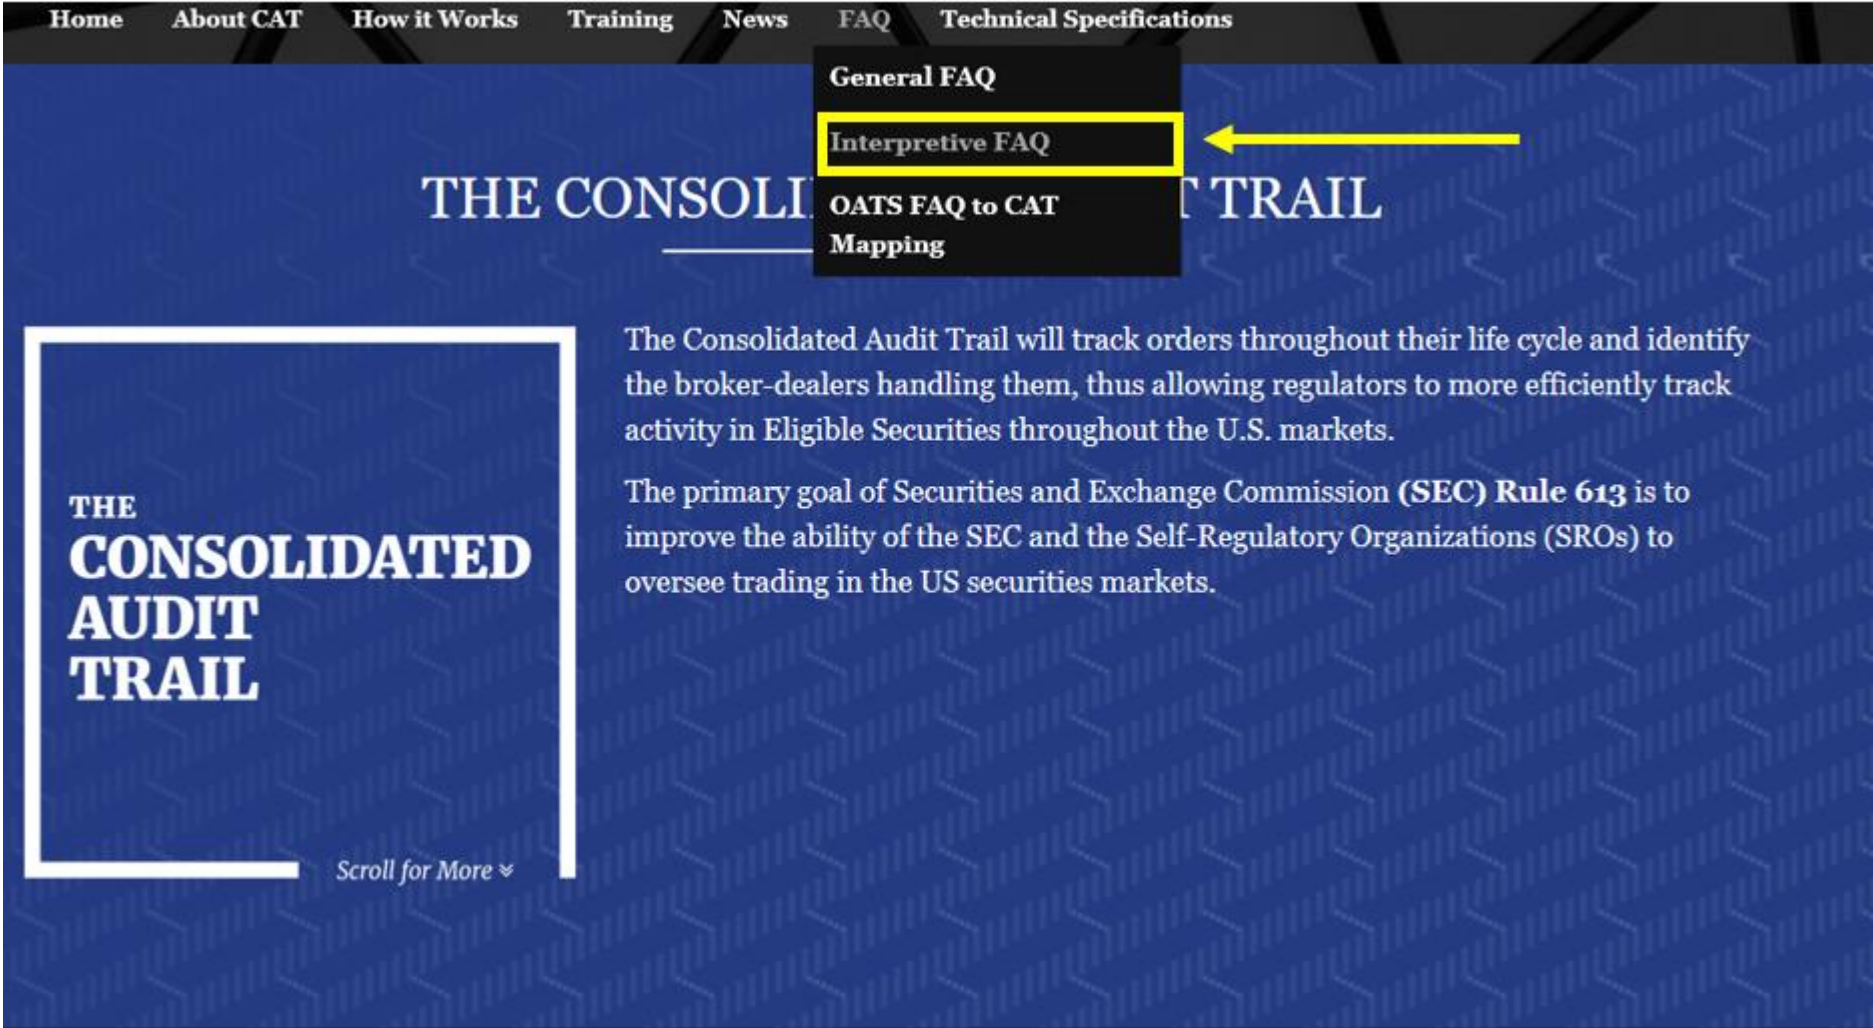 Home About CAT How it Works Training News FAQ Technical Specifications
General FAQ
Interpretive FAQ
OATS FAQ to CAT
Mapping
THE CONSOLI T TRAIL
The Consolidated Audit Trail will track orders throughout their life cycle and identify
the broker-dealers handling them, thus allowing regulators to more efficiently track
activity in Eligible Securities throughout the U.S. markets.
The primary goal of Securities and Exchange Commission (SEC) Rule 613 is to
improve the ability of the SEC and the Self-Regulatory Organizations (SROs) to
oversee trading in the US securities markets.
THE
CONSOLIDATED
AUDIT
TRAIL
Scroll for More